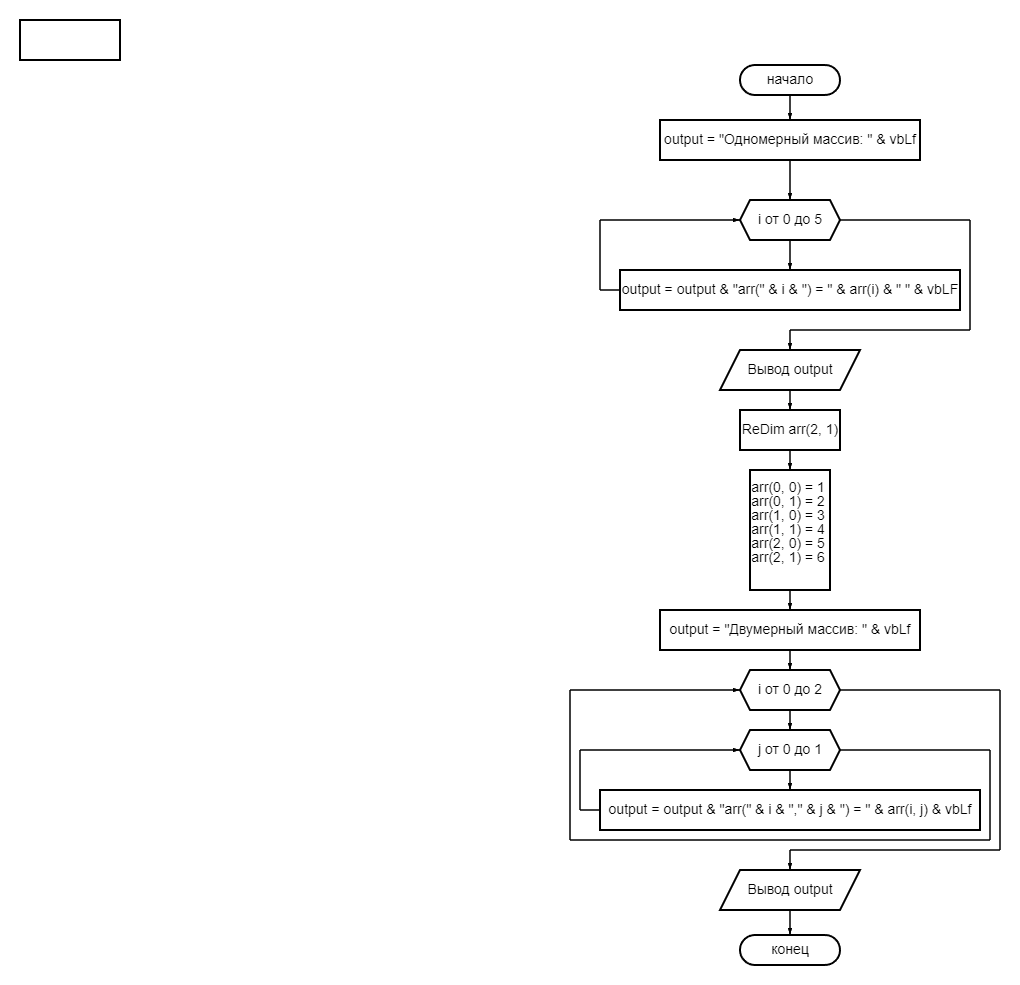 начало
output = "Одномерный массив: " & vbLf
i от 0 до 5
output = output & "arr(" & i & ") = " & arr(i) & " " & vbLF
Вывод output
ReDim arr(2, 1)
arr(0, 0) = 1
arr(0, 1) = 2
arr(1, 0) = 3
arr(1, 1) = 4
arr(2, 0) = 5
arr(2, 1) = 6
output = "Двумерный массив: " & vbLf
i от 0 до 2
j от 0 до 1
output = output & "arr(" & i & "," & j & ") = " & arr(i, j) & vbLf
Вывод output
конец